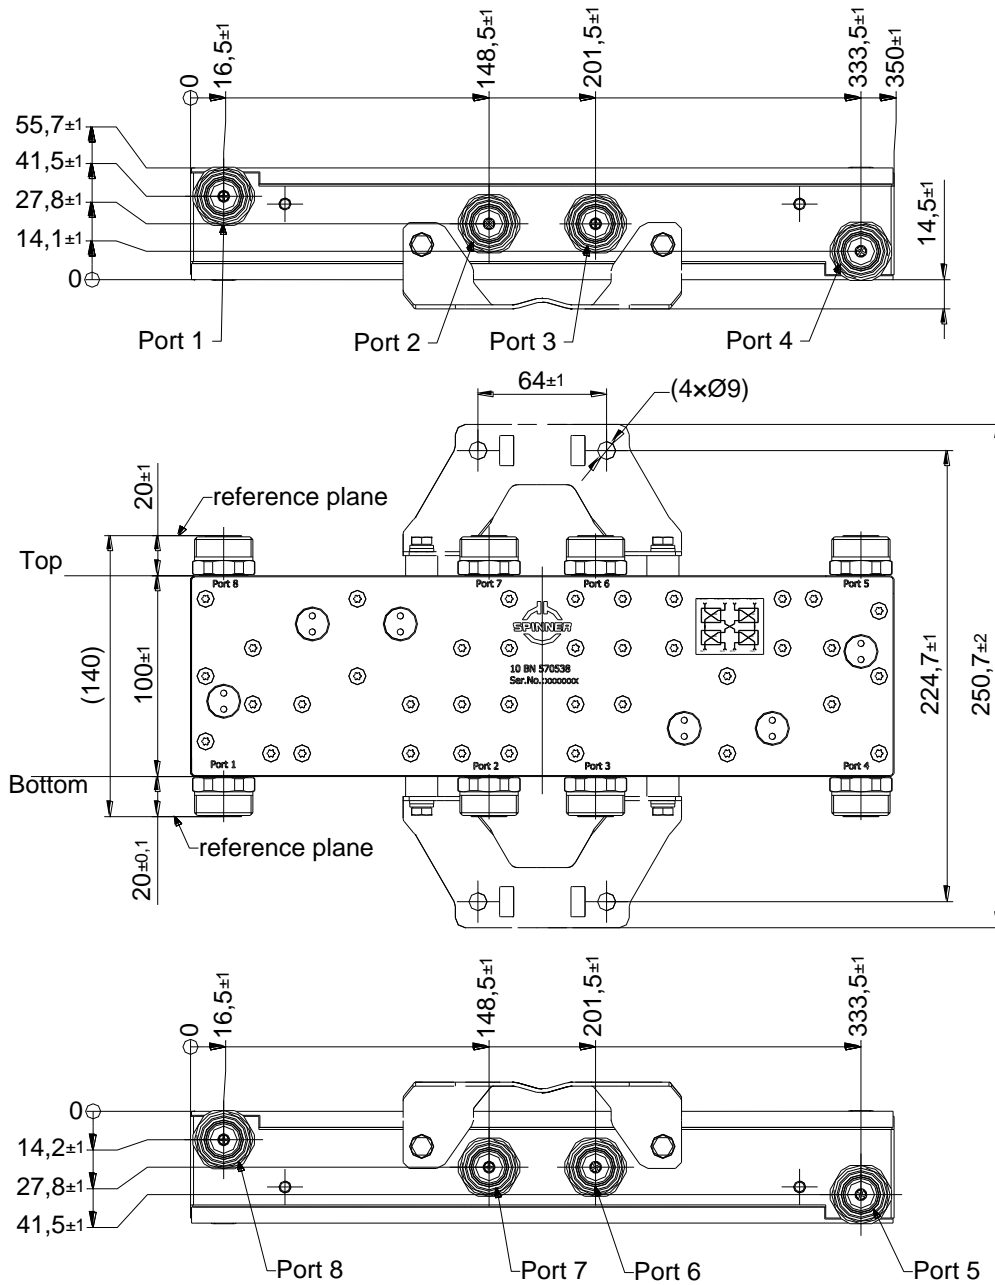 0
16,5±1
148,5±1
201,5±1
333,5±1
350±1
55,7±1
41,5±1
27,8±1
14,1±1
0
14,5±1
Port 1
Port 2
Port 3
Port 4
64±1
(4×Ø9)
20±1
reference plane
Top
Port 8
Port 7
Port 6
Port 5
SPINNER
10 BN 570538
Ser.No.:xxxxxxx
(140)
100±1
224,7±1
250,7±2
Port 1
Port 2
Port 3
Port 4
Bottom
reference plane
20±0,1
0
16,5±1
148,5±1
201,5±1
333,5±1
0
14,2±1
27,8±1
41,5±1
Port 8
Port 7
Port 6
Port 5